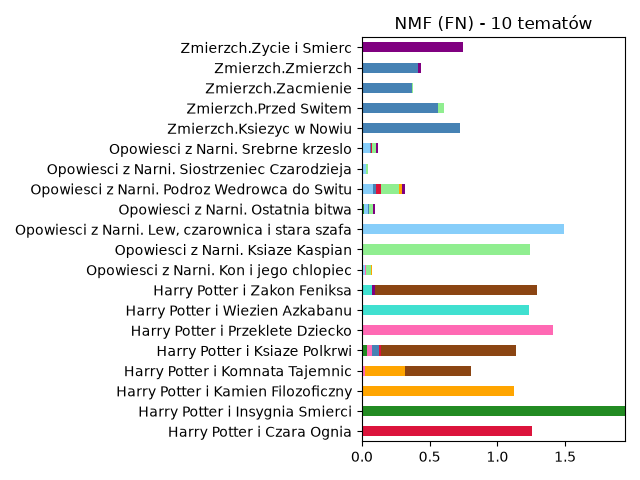 NMF (FN) - 10 tematów
Zmierzch.Zycie i Smierc
Zmierzch.Zmierzch
Zmierzch.Zacmienie
Zmierzch.Przed Switem
Zmierzch.Ksiezyc w Nowiu
Opowiesci z Narni. Srebrne krzeslo
Opowiesci z Narni. Siostrzeniec Czarodzieja
Opowiesci z Narni. Podroz Wedrowca do Switu
Opowiesci z Narni. Ostatnia bitwa
Opowiesci z Narni. Lew, czarownica i stara szafa
Opowiesci z Narni. Ksiaze Kaspian
Opowiesci z Narni. Kon i jego chlopiec
Harry Potter i Zakon Feniksa
Harry Potter i Wiezien Azkabanu
Harry Potter i Przeklete Dziecko
Harry Potter i Ksiaze Polkrwi
Harry Potter i Komnata Tajemnic
Harry Potter i Kamien Filozoficzny
Harry Potter i Insygnia Smierci
Harry Potter i Czara Ognia
0.0 0.5 1.0 1.5